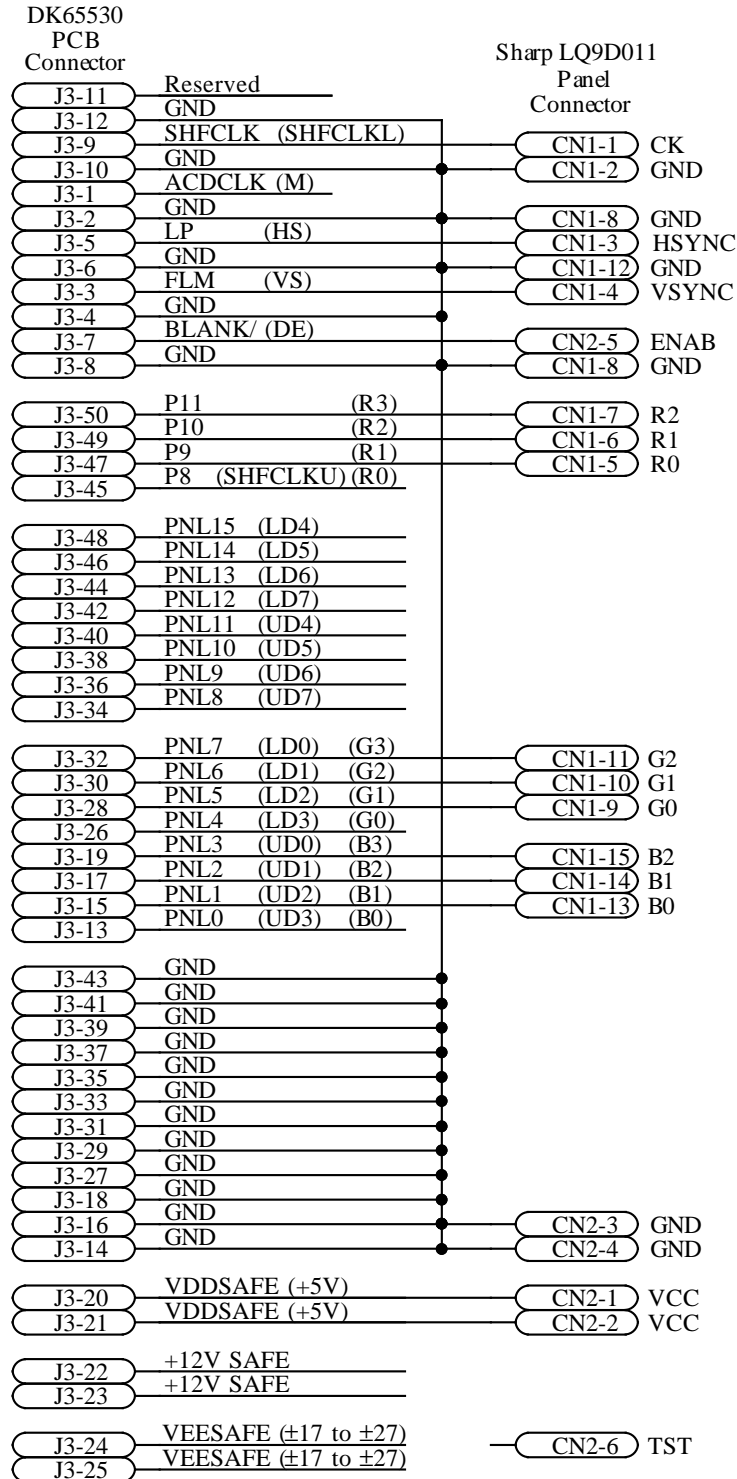 DK65530
PCB
Connector
Sharp LQ9D011
Panel
Connector
J3-11 Reserved
J3-12 GND
J3-9 SHFCLK (SHFCLKL) CN1-1 CK
J3-10 GND CN1-2 GND
J3-1 ACDCLK (M)
J3-2 GND CN1-8 GND
J3-5 LP (HS) CN1-3 HSYNC
J3-6 GND CN1-12 GND
J3-3 FLM (VS) CN1-4 VSYNC
J3-4 GND
J3-7 BLANK/ (DE) CN2-5 ENAB
J3-8 GND CN1-8 GND
J3-50 P11 (R3) CN1-7 R2
J3-49 P10 (R2) CN1-6 R1
J3-47 P9 (R1) CN1-5 R0
J3-45 P8 (SHFCLKU) (R0)
J3-48 PNL15 (LD4)
J3-46 PNL14 (LD5)
J3-44 PNL13 (LD6)
J3-42 PNL12 (LD7)
J3-40 PNL11 (UD4)
J3-38 PNL10 (UD5)
J3-36 PNL9 (UD6)
J3-34 PNL8 (UD7)
J3-32 PNL7 (LD0) (G3) CN1-11 G2
J3-30 PNL6 (LD1) (G2) CN1-10 G1
J3-28 PNL5 (LD2) (G1) CN1-9 G0
J3-26 PNL4 (LD3) (G0)
J3-19 PNL3 (UD0) (B3) CN1-15 B2
J3-17 PNL2 (UD1) (B2) CN1-14 B1
J3-15 PNL1 (UD2) (B1) CN1-13 B0
J3-13 PNL0 (UD3) (B0)
J3-43 GND
J3-41 GND
J3-39 GND
J3-37 GND
J3-35 GND
J3-33 GND
J3-31 GND
J3-29 GND
J3-27 GND
J3-18 GND
J3-16 GND CN2-3 GND
J3-14 GND CN2-4 GND
J3-20 VDDSAFE (+5V) CN2-1 VCC
J3-21 VDDSAFE (+5V) CN2-2 VCC
J3-22 +12V SAFE
J3-23 +12V SAFE
J3-24 VEESAFE (±17 to ±27) CN2-6 TST
J3-25 VEESAFE (±17 to ±27)